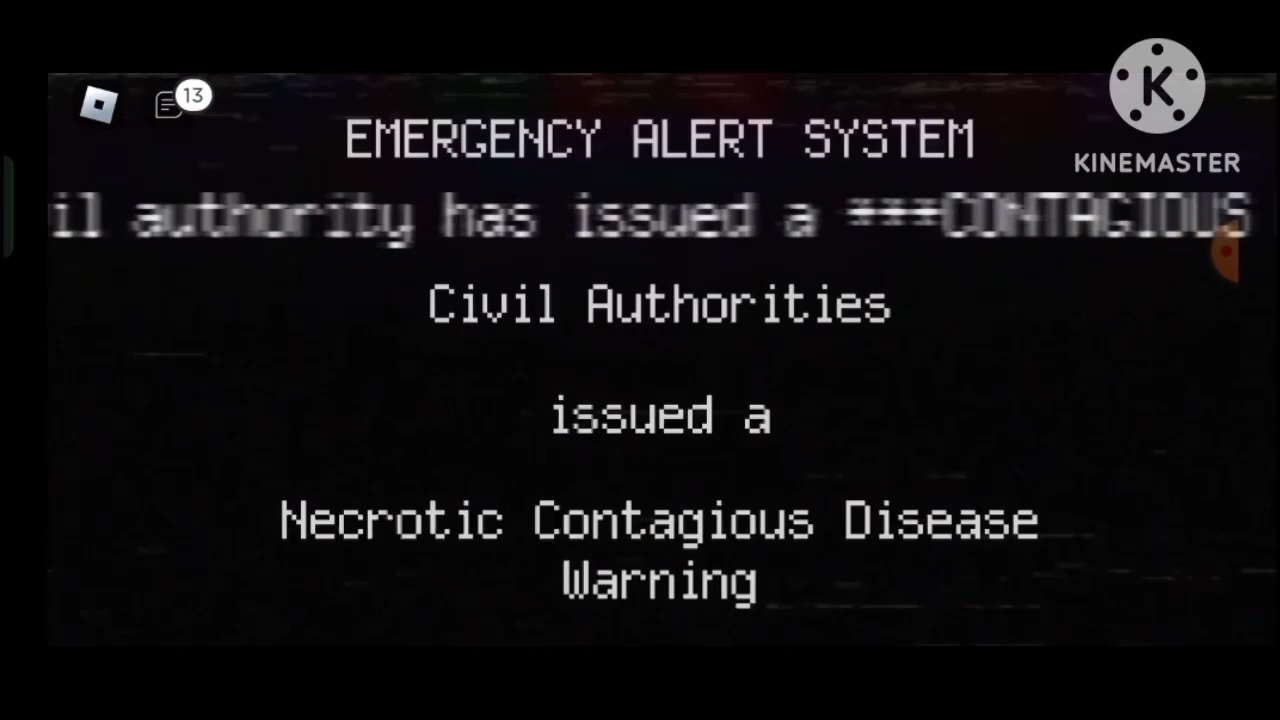 13
EMERGENCY ALERT SYSTEM
KINEMASTER
il authority has issued a ***CONTAGIOUS
Civil Authorities
issued a
Necrotic Contagious Disease
Warning